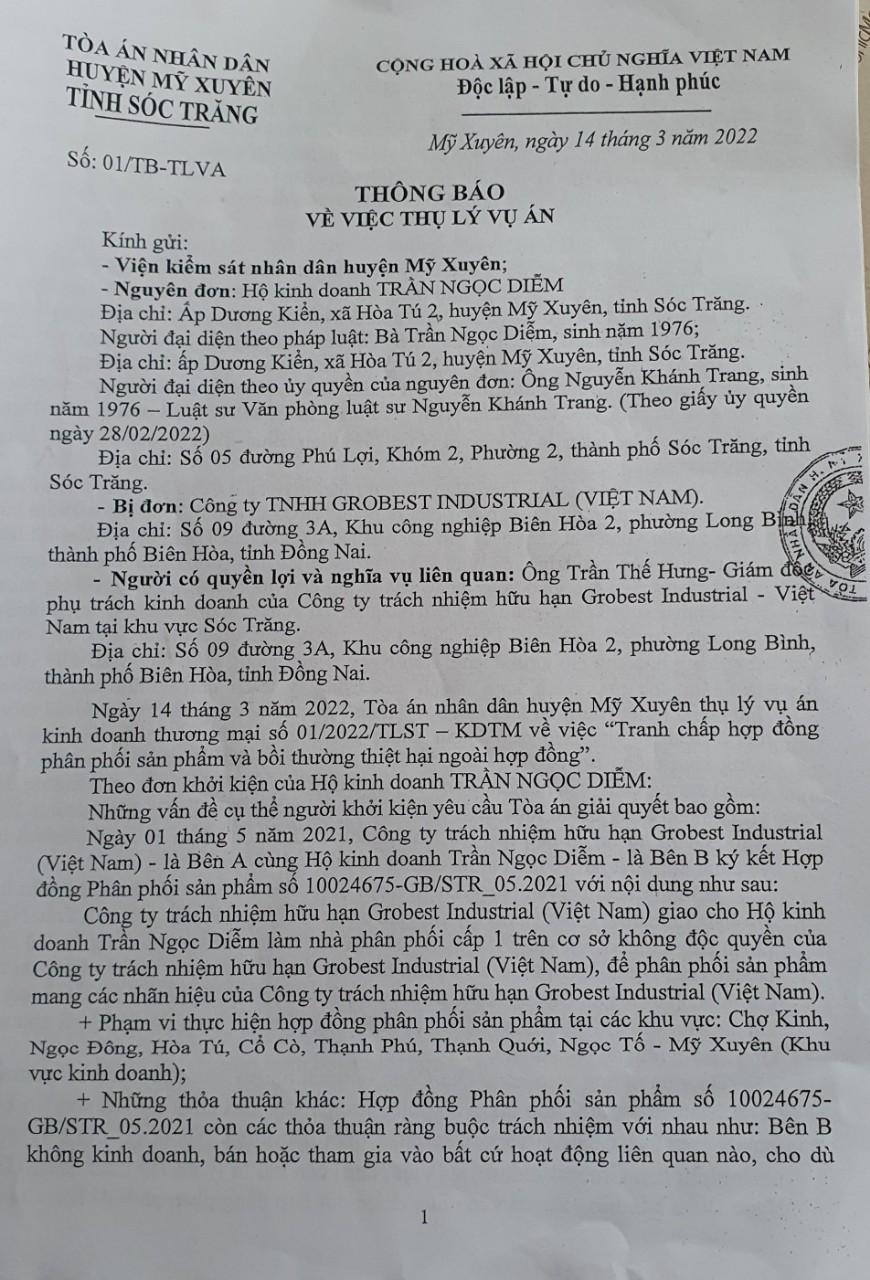 TÒA ÁN NHÂN DÂN
HUYỆN MỸ XUYÊN
TỈNH SÓC TRĂNG
Số: 01/TB-TLVA
CỘNG HOÀ XÃ HỘI CHỦ NGHĨA VIỆT NAM
Độc lập - Tự do - Hạnh phúc
Mỹ Xuyên, ngày 14 tháng 3 năm 2022
THÔNG BÁO
VỀ VIỆC THỤ LÝ VỤ ÁN
Kính gửi:
- Viện kiểm sát nhân dân huyện Mỹ Xuyên;
- Nguyên đơn: Hộ kinh doanh TRẦN NGỌC DIỄM
Địa chỉ: Ấp Dương Kiển, xã Hòa Tú 2, huyện Mỹ Xuyên, tỉnh Sóc Trăng.
Người đại diện theo pháp luật: Bà Trần Ngọc Diễm, sinh năm 1976;
Địa chỉ: ấp Dương Kiển, xã Hòa Tú 2, huyện Mỹ Xuyên, tỉnh Sóc Trăng.
Người đại diện theo ủy quyền của nguyên đơn: Ông Nguyễn Khánh Trang, sinh
năm 1976 – Luật sư Văn phòng luật sư Nguyễn Khánh Trang. (Theo giấy ủy quyền
ngày 28/02/2022)
Địa chỉ: Số 05 đường Phú Lợi, Khóm 2, Phường 2, thành phố Sóc Trăng, tỉnh
Sóc Trăng.
- Bị đơn: Công ty TNHH GROBEST INDUSTRIAL (VIỆT NAM).
Địa chỉ: Số 09 đường 3A, Khu công nghiệp Biên Hòa 2, phường Long Bình,
thành phố Biên Hòa, tỉnh Đồng Nai.
- Người có quyền lợi và nghĩa vụ liên quan: Ông Trần Thế Hưng- Giám đốc
phụ trách kinh doanh của Công ty trách nhiệm hữu hạn Grobest Industrial - Việt
Nam tại khu vực Sóc Trăng.
Địa chỉ: Số 09 đường 3A, Khu công nghiệp Biên Hòa 2, phường Long Bình,
thành phố Biên Hòa, tỉnh Đồng Nai.
Ngày 14 tháng 3 năm 2022, Tòa án nhân dân huyện Mỹ Xuyên thụ lý vụ án
kinh doanh thương mại số 01/2022/TLST – KDTM về việc “Tranh chấp hợp đồng
phân phối sản phẩm và bồi thường thiệt hại ngoài hợp đồng”.
Theo đơn khởi kiện của Hộ kinh doanh TRẦN NGỌC DIỄM:
Những vấn đề cụ thể người khởi kiện yêu cầu Tòa án giải quyết bao gồm:
Ngày 01 tháng 5 năm 2021, Công ty trách nhiệm hữu hạn Grobest Industrial
(Việt Nam) - là Bên A cùng Hộ kinh doanh Trần Ngọc Diễm - là Bên B ký kết Hợp
đồng Phân phối sản phẩm số 10024675-GB/STR_05.2021 với nội dung như sau:
Công ty trách nhiệm hữu hạn Grobest Industrial (Việt Nam) giao cho Hộ kinh
doanh Trần Ngọc Diễm làm nhà phân phối cấp 1 trên cơ sở không độc quyền của
Công ty trách nhiệm hữu hạn Grobest Industrial (Việt Nam), để phân phối sản phẩm
mang các nhãn hiệu của Công ty trách nhiệm hữu hạn Grobest Industrial (Việt Nam).
+ Phạm vi thực hiện hợp đồng phân phối sản phẩm tại các khu vực: Chợ Kinh,
Ngọc Đông, Hòa Tú, Cổ Cò, Thạnh Phú, Thạnh Quới, Ngọc Tố - Mỹ Xuyên (Khu
vực kinh doanh);
+ Những thỏa thuận khác: Hợp đồng Phân phối sản phẩm số 10024675-
GB/STR_05.2021 còn các thỏa thuận ràng buộc trách nhiệm với nhau như: Bên B
không kinh doanh, bán hoặc tham gia vào bất cứ hoạt động liên quan nào, cho dù
1